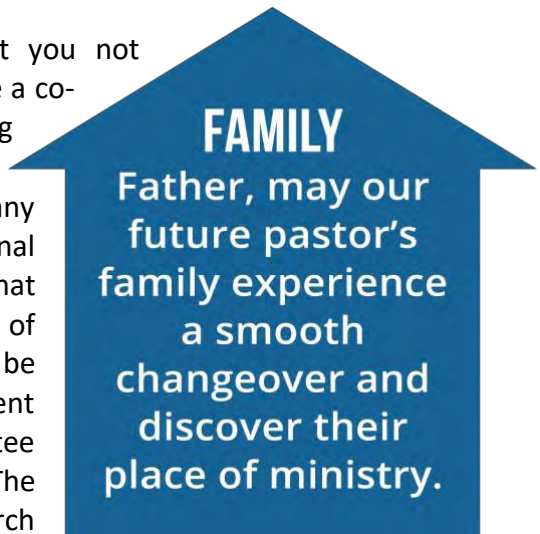 t you not
e a co-
g
any
nal
hat
of
be
ent
tee
The
rch
FAMILY
Father, may our
future pastor's
family experience
a smooth
changeover and
discover their
place of ministry.